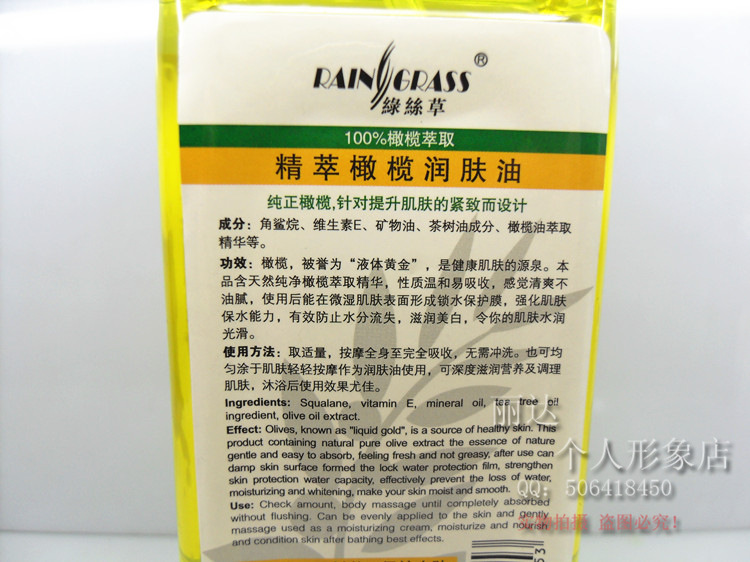 RAIN GRASS ®
綠絲草
100%橄榄萃取
精萃橄榄润肤油
纯正橄榄,针对提升肌肤的紧致而设计
成分：角鲨烷、维生素E、矿物油、茶树油成分、橄榄油萃取
精华等。
功效：橄榄，被誉为“液体黄金”，是健康肌肤的源泉。本
品含天然纯净橄榄萃取精华，性质温和易吸收，感觉清爽不
油腻，使用后能在微湿肌肤表面形成锁水保护膜，强化肌肤
保水能力，有效防止水分流失，滋润美白，令你的肌肤水润
光滑。
使用方法：取适量，按摩全身至完全吸收，无需冲洗。也可均
匀涂于肌肤轻轻按摩作为润肤油使用，可深度滋润营养及调理
肌肤，沐浴后使用效果尤佳。
Ingredients: Squalane, vitamin E, mineral oil, tea tree oil
ingredient, olive oil extract.
Effect: Olives, known as "liquid gold", is a source of healthy skin. This
product containing natural pure olive extract the essence of nature
gentle and easy to absorb, feeling fresh and not greasy, after use can
damp skin surface formed the lock water protection film, strengthen
skin protection water capacity, effectively prevent the loss of water,
moisturizing and whitening, make your skin moist and smooth.
Use: Check amount, body massage until completely absorbed
without flushing. Can be evenly applied to the skin and gently
massage used as a moisturizing cream, moisturize and nourish
and condition skin after bathing best effects.
丽达
个人形象店
QQ：506418450
实物拍摄 盗图必究！